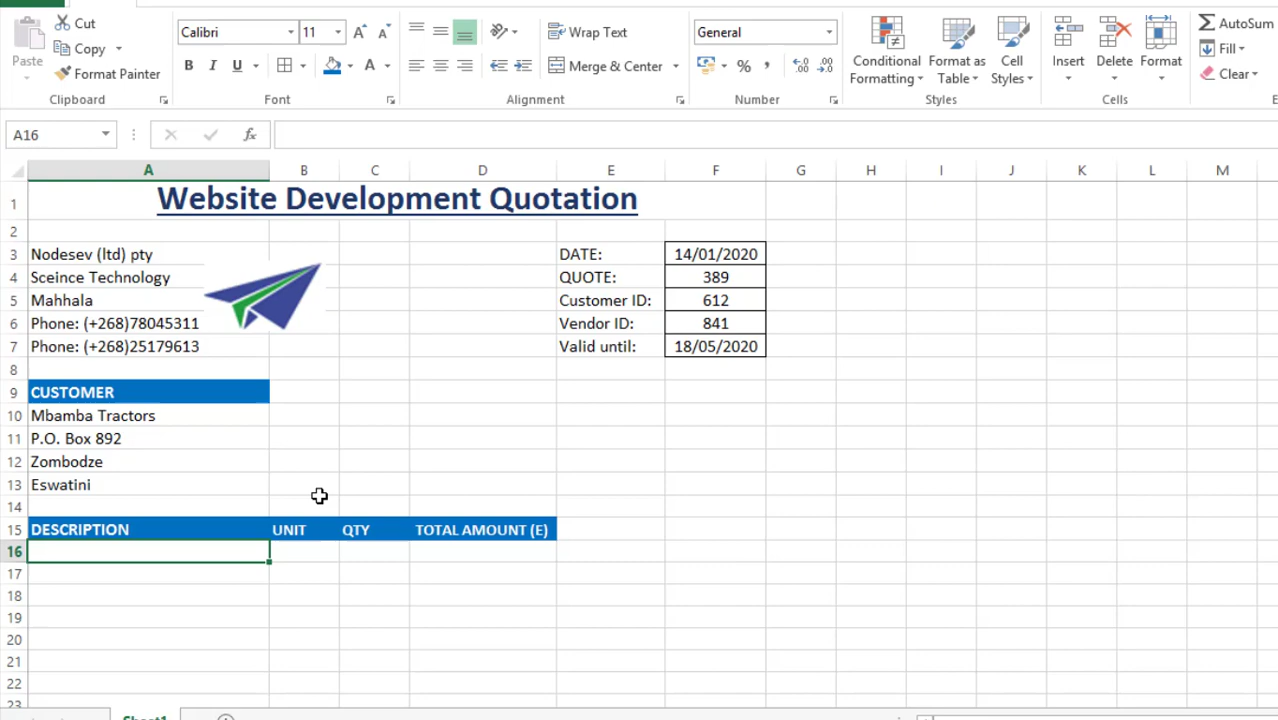 Cut
Calibri
11
Wrap Text
General
AutoSum
Paste
Copy
Conditional Formatting
Format as Table
Cell Styles
Insert
Delete
Format
Fill
Format Painter
B I U
A
Merge & Center
%
Clear
Clipboard
Font
Alignment
Number
Styles
Cells
A16
fx
A B C D E F G H I J K L M
1 Website Development Quotation
2
3 Nodesev (ltd) pty DATE: 14/01/2020
4 Sceince Technology QUOTE: 389
5 Mahhala Customer ID: 612
6 Phone: (+268)78045311 Vendor ID: 841
7 Phone: (+268)25179613 Valid until: 18/05/2020
8
9 CUSTOMER
10 Mbamba Tractors
11 P.O. Box 892
12 Zombodze
13 Eswatini
14
15 DESCRIPTION UNIT QTY TOTAL AMOUNT (E)
16
17
18
19
20
21
22
23
Sheet1